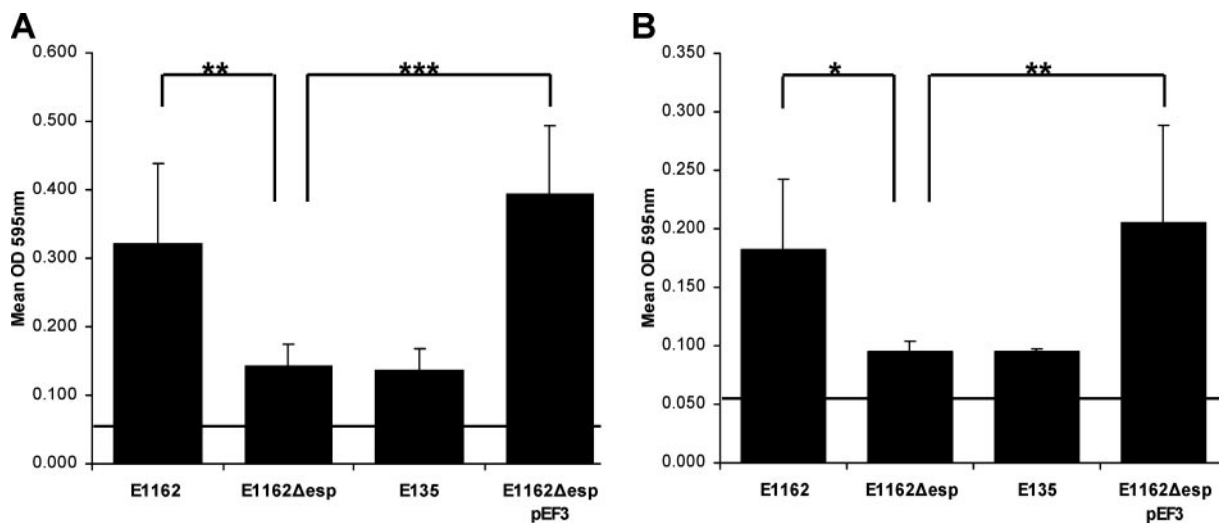 A
Mean OD 595nm
0.600
0.500
0.400
0.300
0.200
0.100
0.000
**
***
E1162
E1162Δesp
E135
E1162Δesp
pEF3
B
Mean OD 595nm
0.350
0.300
0.250
0.200
0.150
0.100
0.050
0.000
*
**
E1162
E1162Δesp
E135
E1162Δesp
pEF3